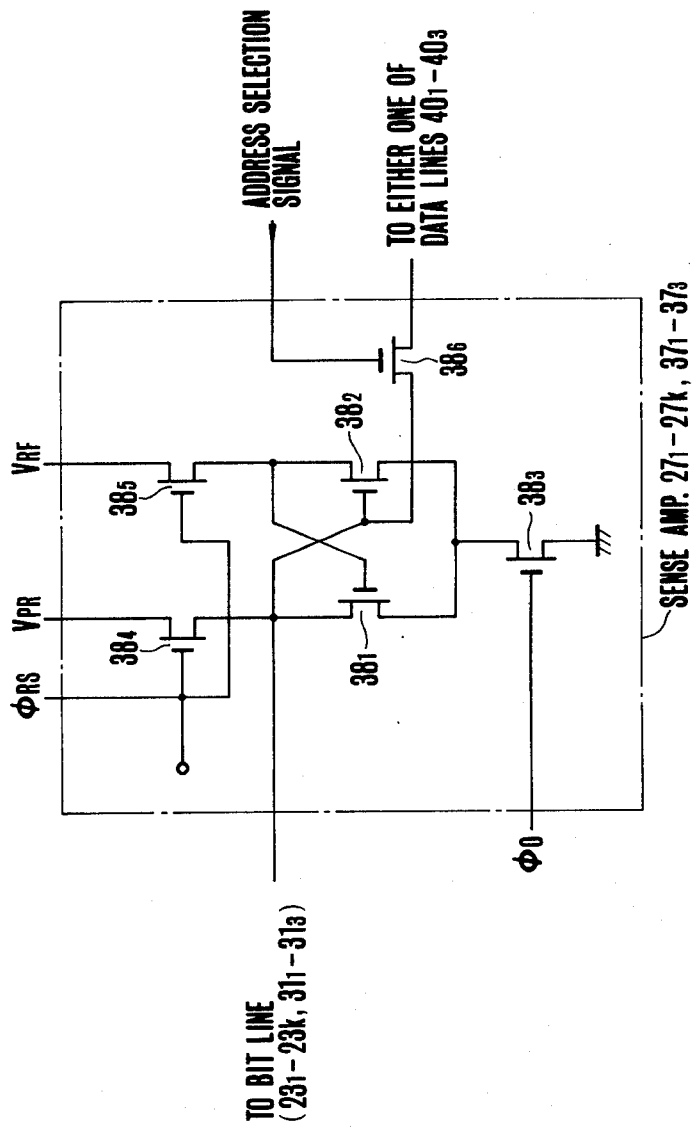 ΦRS
VPR
VRF
384
385
381
382
383
386
ADDRESS SELECTION
SIGNAL
TO EITHER ONE OF
DATA LINES 401-403
TO BIT LINE
(231-23k, 311-313)
ΦD
SENSE AMP. 271-27k, 371-373